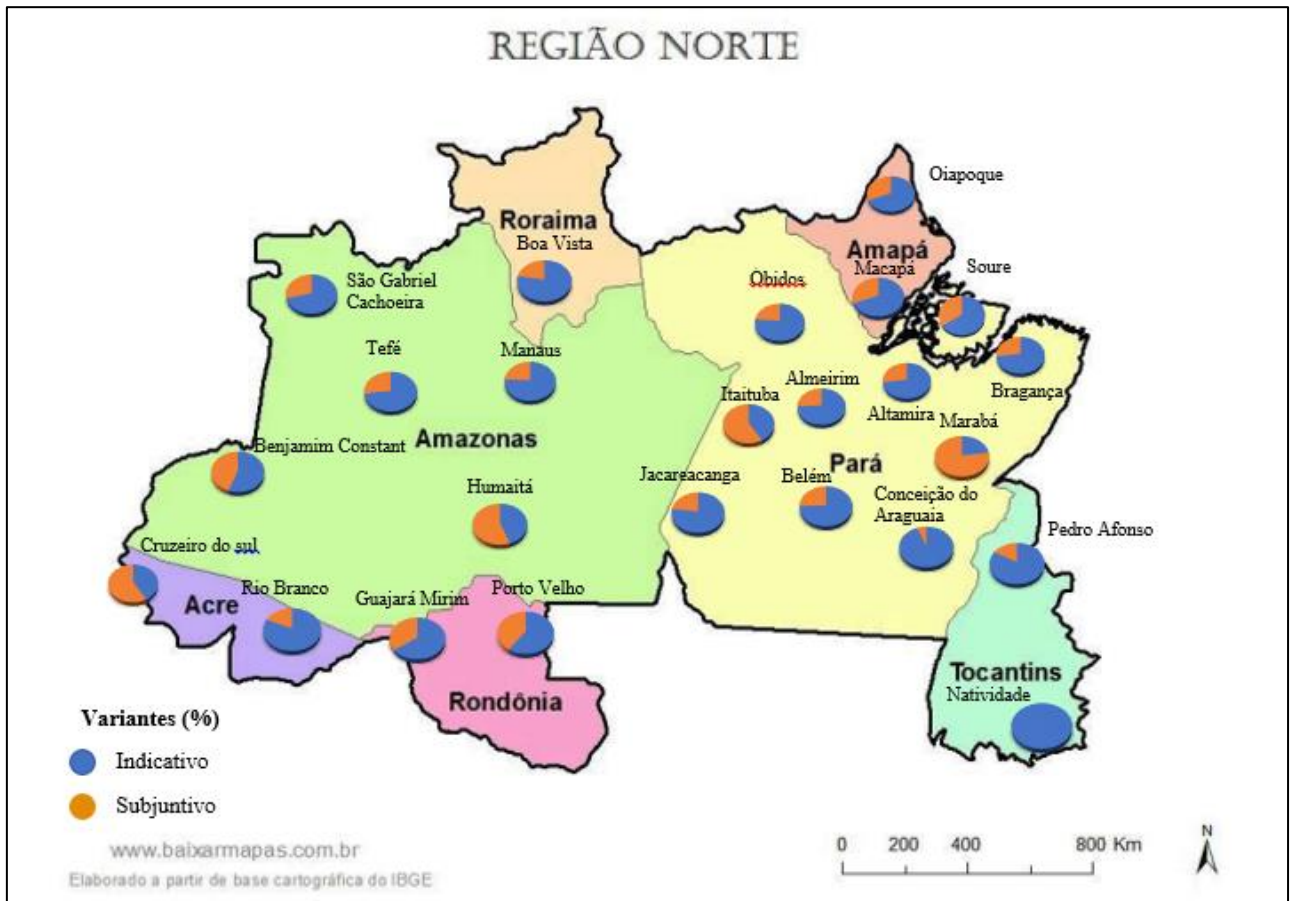 REGIÃO NORTE
Oiapoque
Roraima
Boa Vista
Amapá
Macapá
Soure
São Gabriel
Cachoeira
Obidos
Tefé
Manaus
Almeirim
Itaituba
Altamira
Bragança
Marabá
Benjamim Constant
Amazonas
Pará
Jacareacanga
Belém
Conceição do
Araguaia
Humaitá
Pedro Afonso
Cruzeiro do sul
Acre
Rio Branco
Guajará Mirim
Porto Velho
Rondônia
Tocantins
Natividade
Variantes (%)
Indicativo
Subjuntivo
www.baixarmapas.com.br
Elaborado a partir de base cartográfica do IBGE
0 200 400 800 Km
N